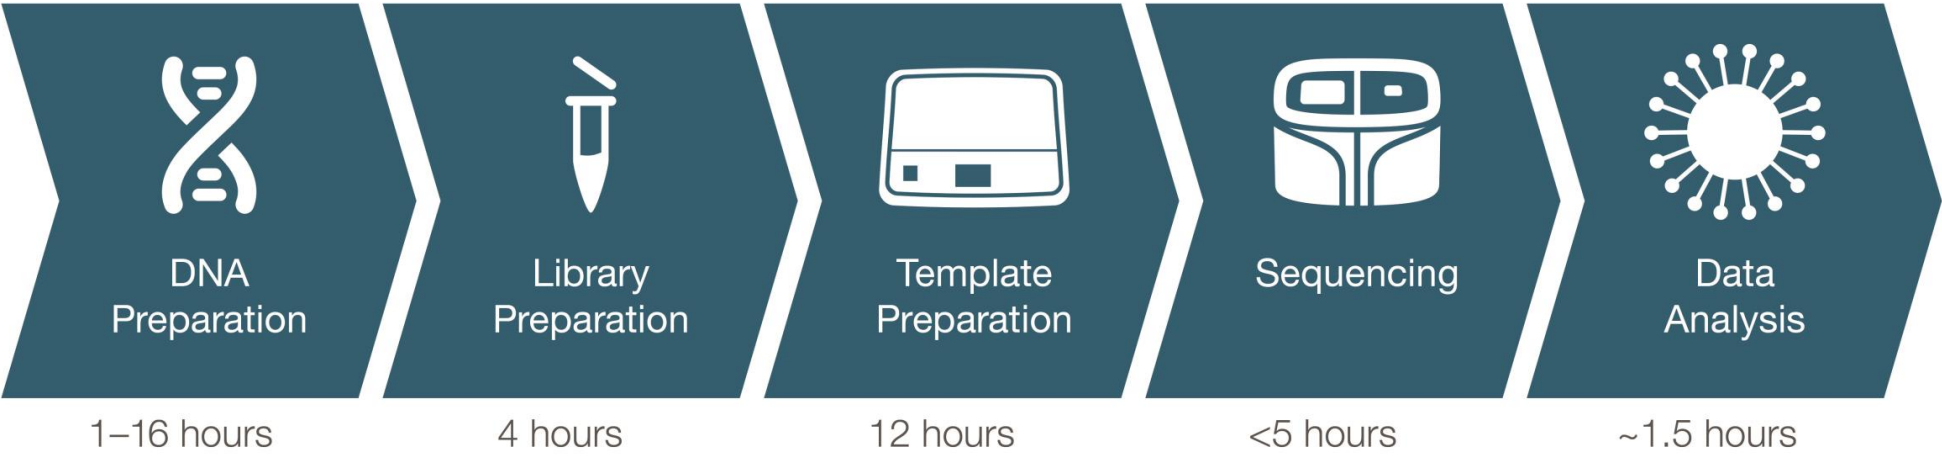 DNA
Preparation
Library
Preparation
Template
Preparation
Sequencing
Data
Analysis
1–16 hours
4 hours
12 hours
<5 hours
~1.5 hours